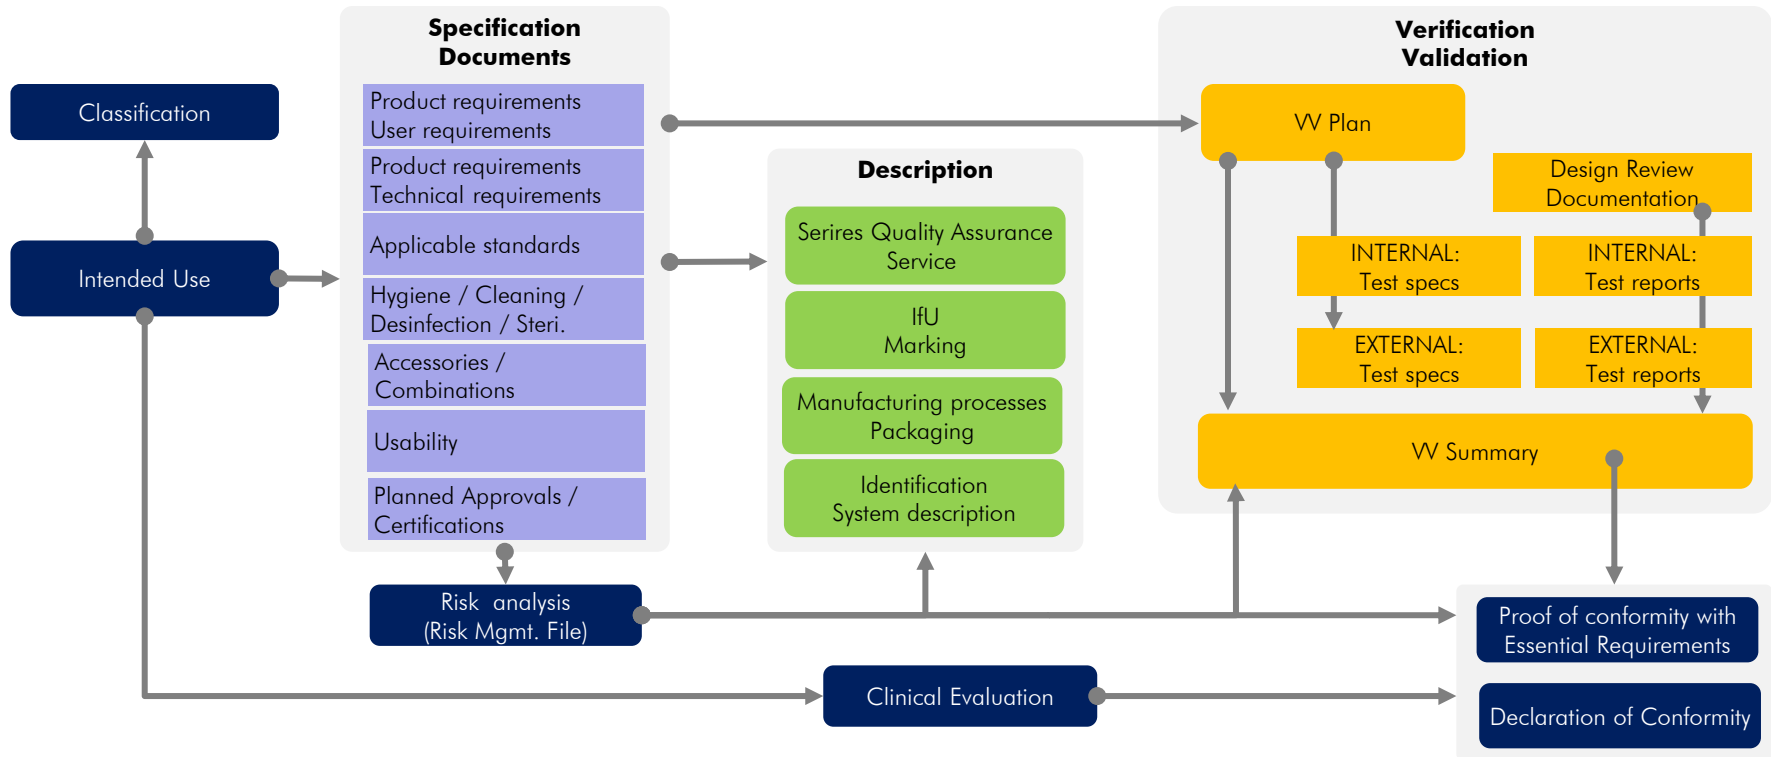 Specification
Documents
Verification
Validation
Classification
Product requirements
User requirements
VV Plan
Product requirements
Technical requirements
Description
Design Review
Documentation
Applicable standards
Serires Quality Assurance
Service
INTERNAL:
Test specs
INTERNAL:
Test reports
Intended Use
Hygiene / Cleaning /
Desinfection / Steri.
IfU
Marking
EXTERNAL:
Test specs
EXTERNAL:
Test reports
Accessories /
Combinations
Manufacturing processes
Packaging
Usability
VV Summary
Planned Approvals /
Certifications
Identification
System description
Risk analysis
(Risk Mgmt. File)
Proof of conformity with
Essential Requirements
Clinical Evaluation
Declaration of Conformity